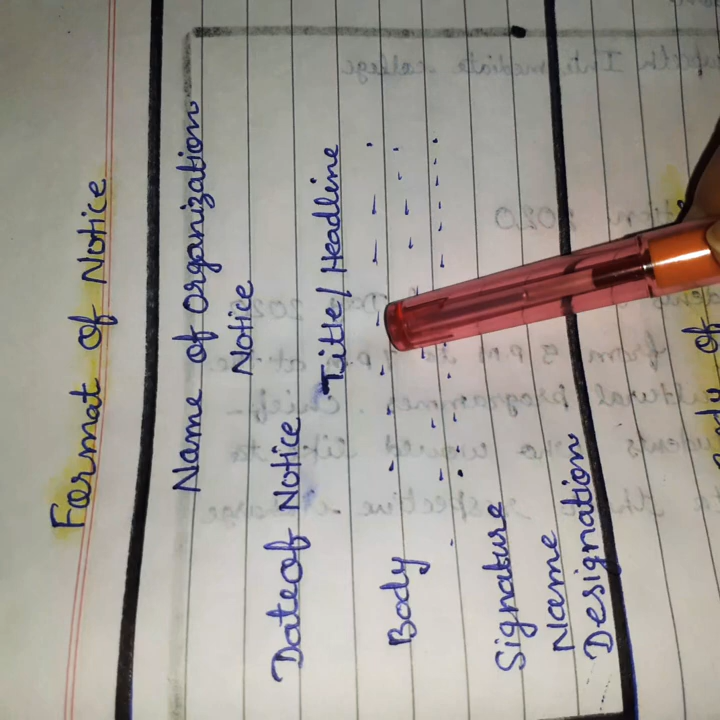 Format of Notice
Name of organization
Notice
Date of Notice
Title/Headline
Body
Signature
Name
Designation